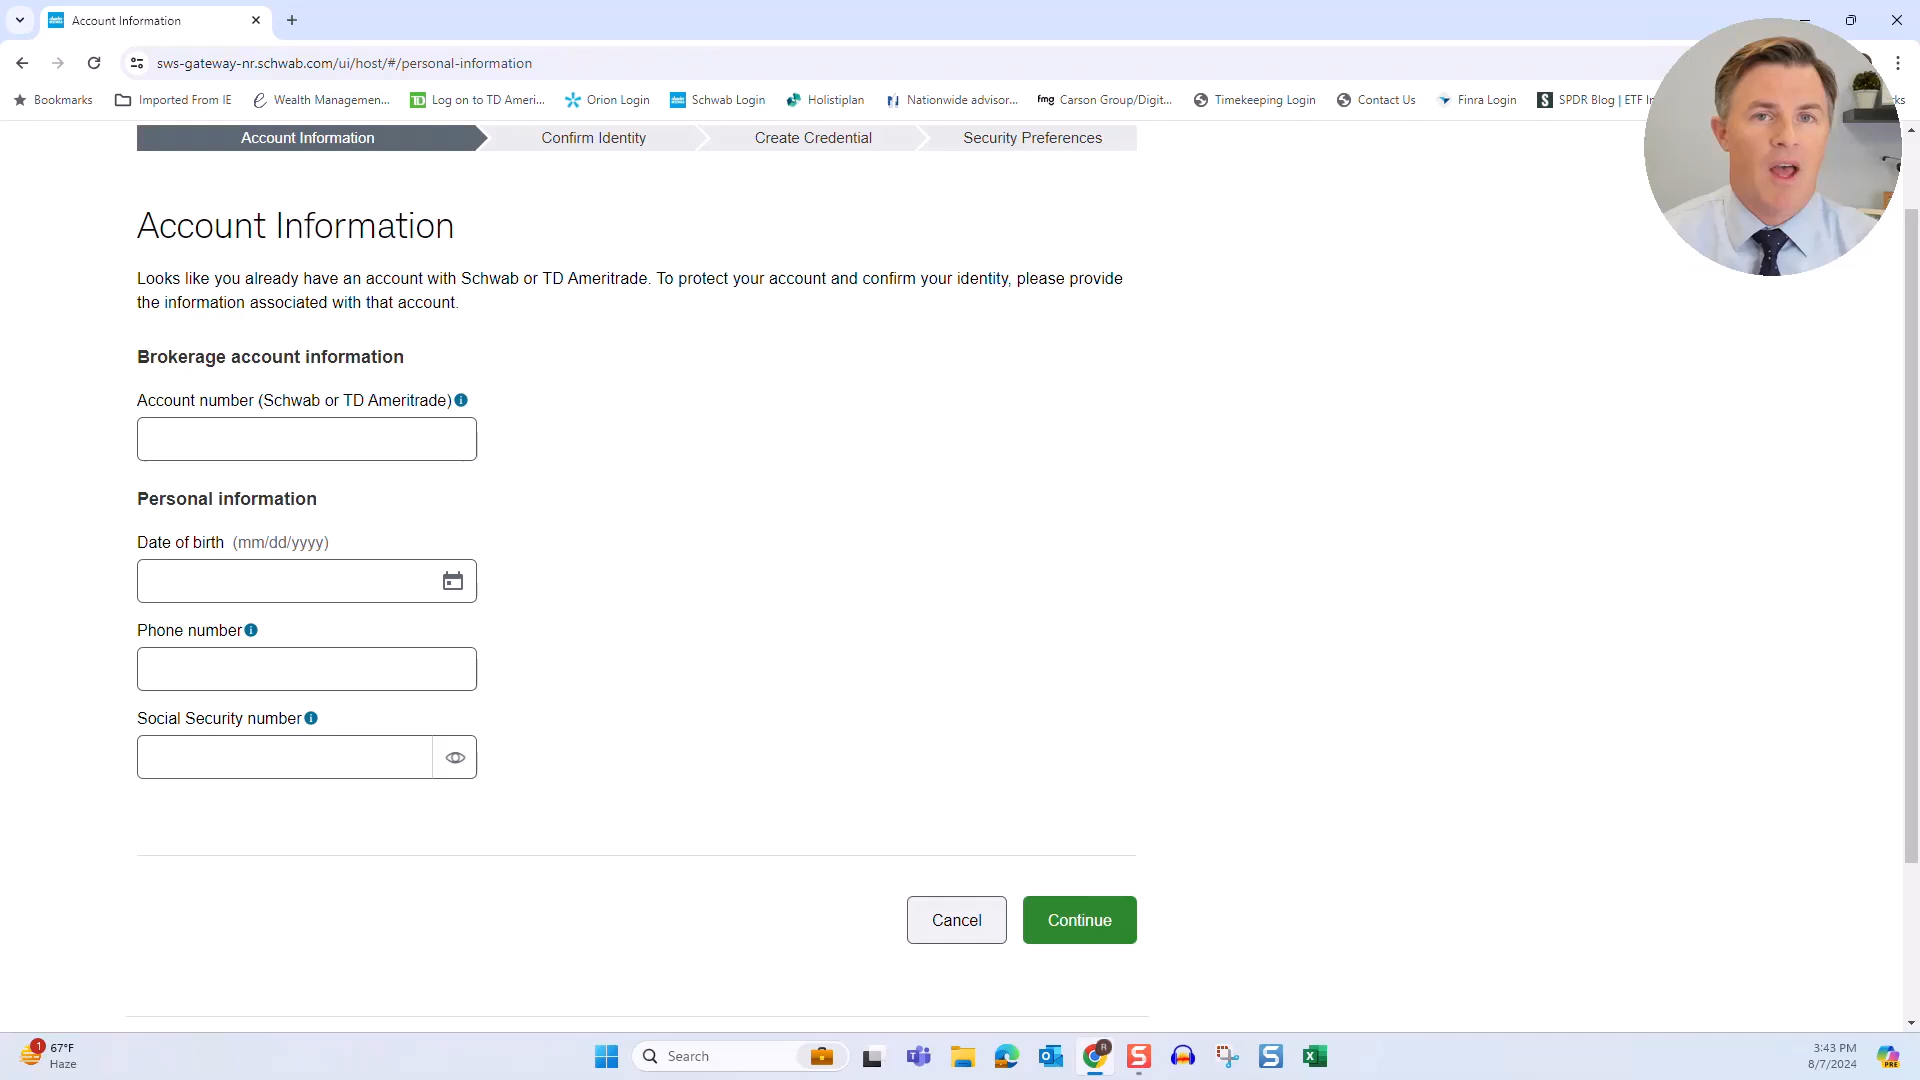 Account Information
sws-gateway-nr.schwab.com/ui/host/#/personal-information
Bookmarks Imported From IE Wealth Managemen... Log on to TD Ameri... Orion Login Schwab Login Holistiplan Nationwide advisor... fmg Carson Group/Digit... Timekeeping Login Contact Us Finra Login SPDR Blog | ETF
Account Information Confirm Identity Create Credential Security Preferences
Account Information
Looks like you already have an account with Schwab or TD Ameritrade. To protect your account and confirm your identity, please provide
the information associated with that account.
Brokerage account information
Account number (Schwab or TD Ameritrade)
Personal information
Date of birth (mm/dd/yyyy)
Phone number
Social Security number
Cancel Continue
1 67°F
Haze
Search
3:43 PM
8/7/2024